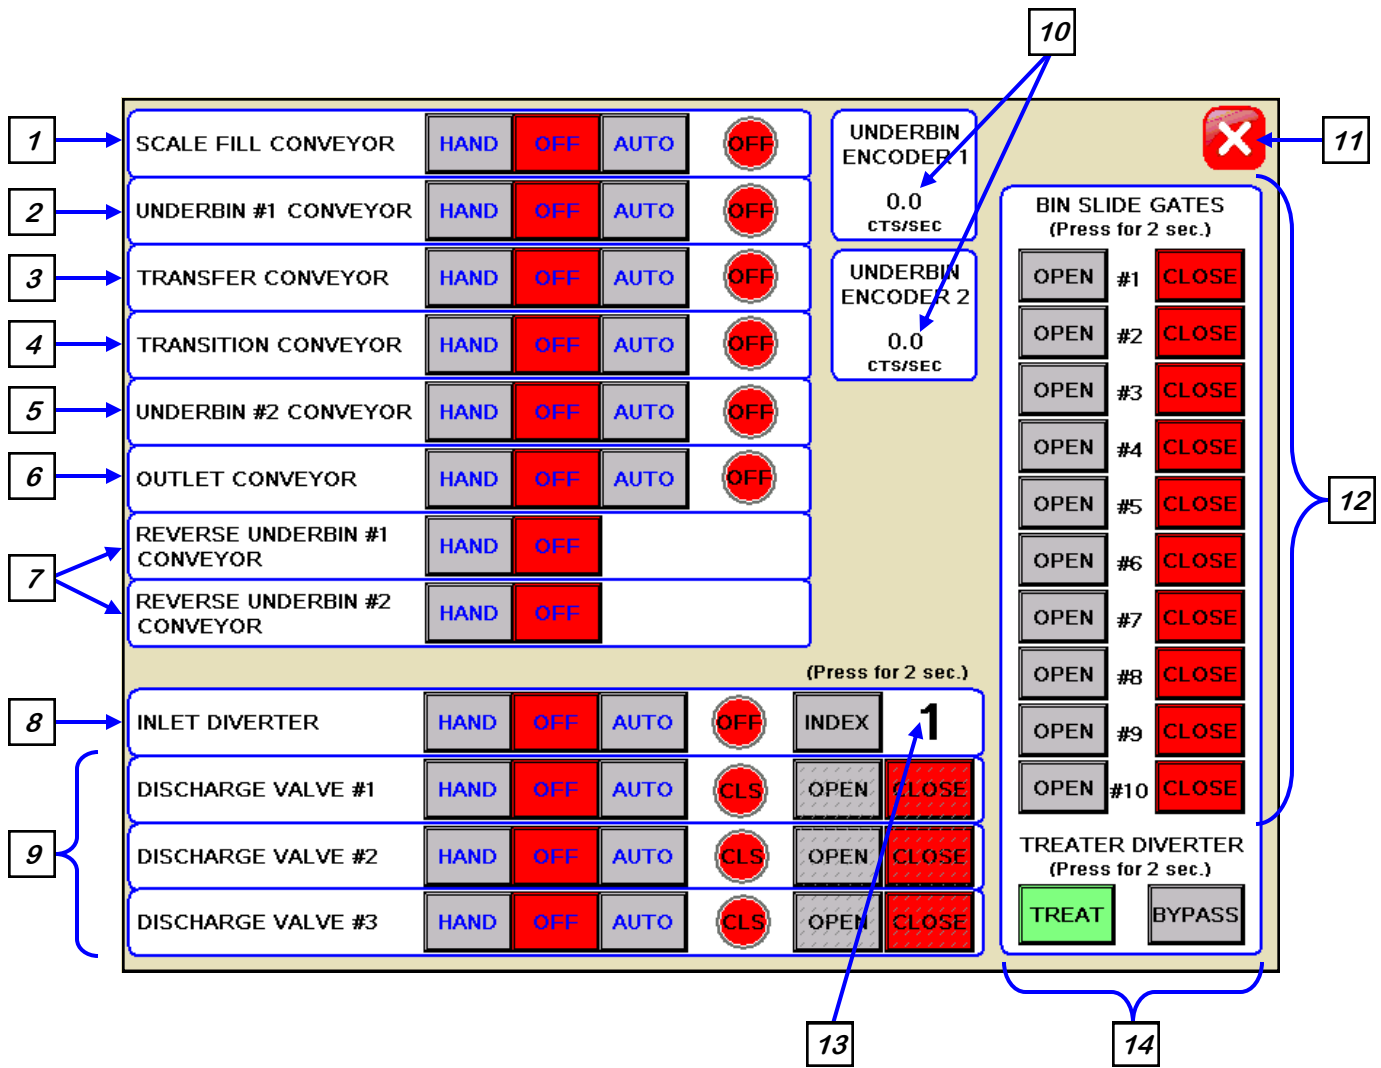 10
1
SCALE FILL CONVEYOR HAND OFF AUTO OFF
2
UNDERBIN #1 CONVEYOR HAND OFF AUTO OFF
3
TRANSFER CONVEYOR HAND OFF AUTO OFF
4
TRANSITION CONVEYOR HAND OFF AUTO OFF
5
UNDERBIN #2 CONVEYOR HAND OFF AUTO OFF
6
OUTLET CONVEYOR HAND OFF AUTO OFF
7
REVERSE UNDERBIN #1
CONVEYOR
HAND OFF
REVERSE UNDERBIN #2
CONVEYOR
HAND OFF
UNDERBIN
ENCODER 1
0.0
CTS/SEC
UNDERBIN
ENCODER 2
0.0
CTS/SEC
11
BIN SLIDE GATES
(Press for 2 sec.)
OPEN #1 CLOSE
OPEN #2 CLOSE
OPEN #3 CLOSE
OPEN #4 CLOSE
OPEN #5 CLOSE
OPEN #6 CLOSE
OPEN #7 CLOSE
OPEN #8 CLOSE
OPEN #9 CLOSE
OPEN #10 CLOSE
12
(Press for 2 sec.)
8
INLET DIVERTER HAND OFF AUTO OFF INDEX 1
9
DISCHARGE VALVE #1 HAND OFF AUTO CLS OPEN CLOSE
DISCHARGE VALVE #2 HAND OFF AUTO CLS OPEN CLOSE
DISCHARGE VALVE #3 HAND OFF AUTO CLS OPEN CLOSE
TREATER DIVERTER
(Press for 2 sec.)
TREAT BYPASS
13
14